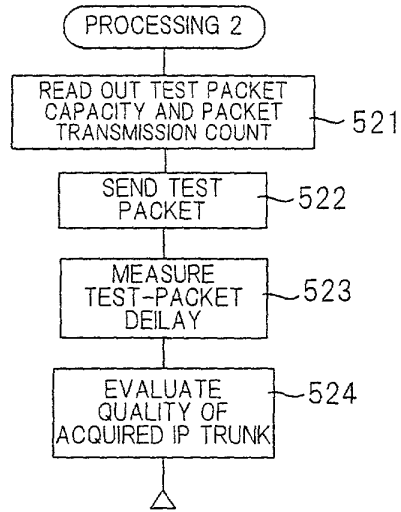 PROCESSING 2
READ OUT TEST PACKET
CAPACITY AND PACKET
TRANSMISSION COUNT
521
SEND TEST
PACKET
522
MEASURE
TEST-PACKET
DEILAY
523
EVALUATE
QUALITY OF
ACQUIRED IP TRUNK
524